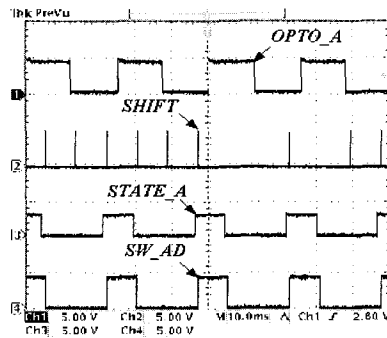 Tek PreVu
OPTO_A
1
SHIFT
2
STATE_A
3
SW_AD
4
Ch1 5.00 V Ch2 5.00 V M 10.0ms A Ch1 ∫ 2.80 V
Ch3 5.00 V Ch4 5.00 V